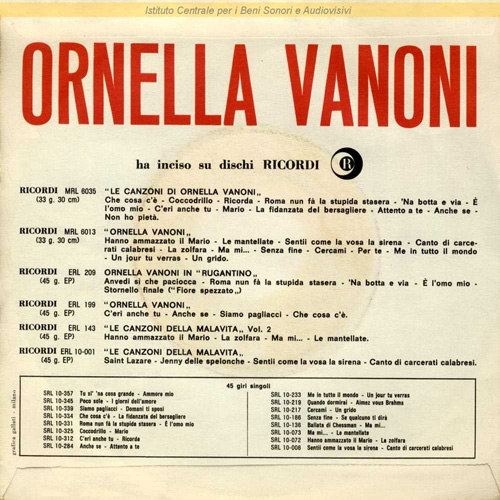 Istituto Centrale per i Beni Sonori e Audiovisivi
ORNELLA VANONI
ha inciso su dischi RICORDI R
RICORDI MRL 6035 "LE CANZONI DI ORNELLA VANONI„
(33 g. 30 cm) Che cosa c'è - Coccodrillo - Ricorda - Roma nun fà la stupida stasera - 'Na botta e via - È
l'omo mio - C'eri anche tu - Mario - La fidanzata del bersagliere - Attento a te - Anche se -
Non ho pietà.
RICORDI MRL 6013 "ORNELLA VANONI„
(33 g. 30 cm) Hanno ammazzato il Mario - Le mantellate - Sentii come la vosa la sirena - Canto di carce-
rati calabresi - La zolfara - Ma mi... - Senza fine - Cercami - Per te - Me in tutto il mondo
- Un jour tu verras - Un grido.
RICORDI ERL 209 ORNELLA VANONI IN "RUGANTINO„
(45 g. EP) Anvedi si che paciocca - Roma nun fà la stupida stasera - 'Na botta e via - È l'omo mio -
Stornello finale ("Fiore spezzato„)
RICORDI ERL 199 "ORNELLA VANONI„
(45 g. EP) C'eri anche tu - Anche se - Siamo pagliacci - Che cosa c'è.
RICORDI ERL 143 "LE CANZONI DELLA MALAVITA„ Vol. 2
(45 g. EP) Hanno ammazzato il Mario - La zolfara - Ma mi... - Le mantellate.
RICORDI ERL 10-001 "LE CANZONI DELLA MALAVITA„
(45 g. EP) Saint Lazare - Jenny delle spelonche - Sentii come la vosa la sirena - Canto di carcerati calabresi.
45 giri singoli
SRL 10-357 Tu si' 'na cosa grande - Ammore mio
SRL 10-345 Poco sole - I giorni dell'amore
SRL 10-339 Siamo pagliacci - Domani ti sposi
SRL 10-334 Che cosa c'è - La fidanzata del bersagliere
SRL 10-331 Roma nun fà la stupida stasera - È l'omo mio
SRL 10-325 Coccodrillo - Mario
SRL 10-312 C'eri anche tu - Ricorda
SRL 10-284 Anche se - Attento a te
SRL 10-233 Me in tutto il mondo - Un jour tu verras
SRL 10-219 Quando dormirai - Aimez vous Brahms
SRL 10-217 Cercami - Un grido
SRL 10-186 Senza fine - Se qualcuno ti dirà
SRL 10-136 Ballata di Chessman - Ma mi...
SRL 10-073 Ma mi... - Le mantellate
SRL 10-072 Hanno ammazzato il Mario - La zolfara
SRL 10-008 Sentii come la vosa la sirena - Canto di carcerati calabresi
grafica gallati - milano